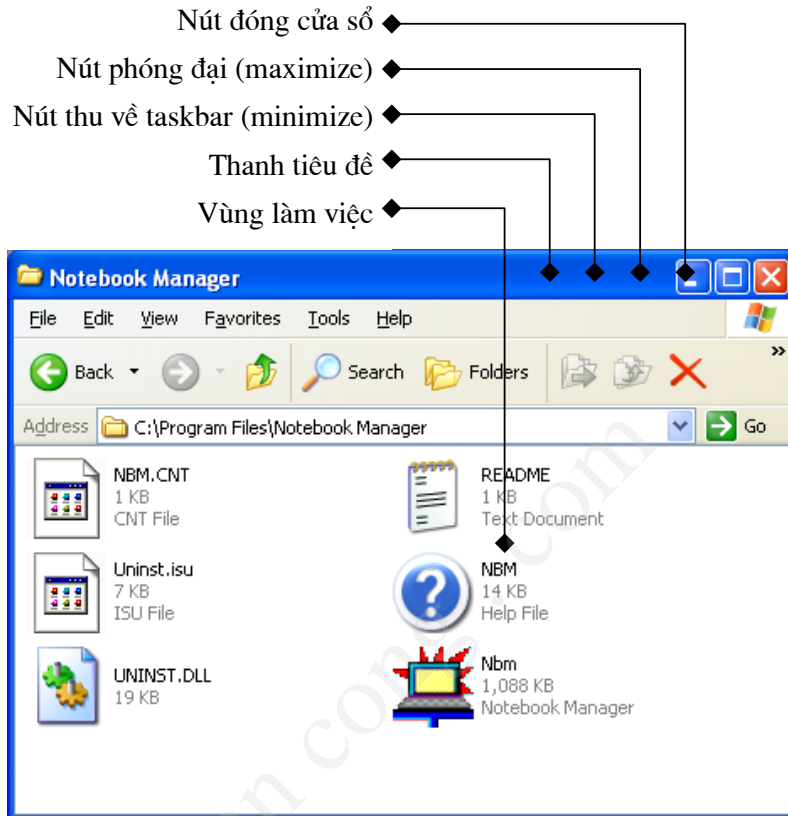 Nút đóng cửa sổ
Nút phóng đại (maximize)
Nút thu về taskbar (minimize)
Thanh tiêu đề
Vùng làm việc
Notebook Manager
File Edit View Favorites Tools Help
Back Search Folders »
Address C:\Program Files\Notebook Manager Go
NBM.CNT
1 KB
CNT File
README
1 KB
Text Document
Uninst.isu
7 KB
ISU File
NBM
14 KB
Help File
UNINST.DLL
19 KB
Nbm
1,088 KB
Notebook Manager